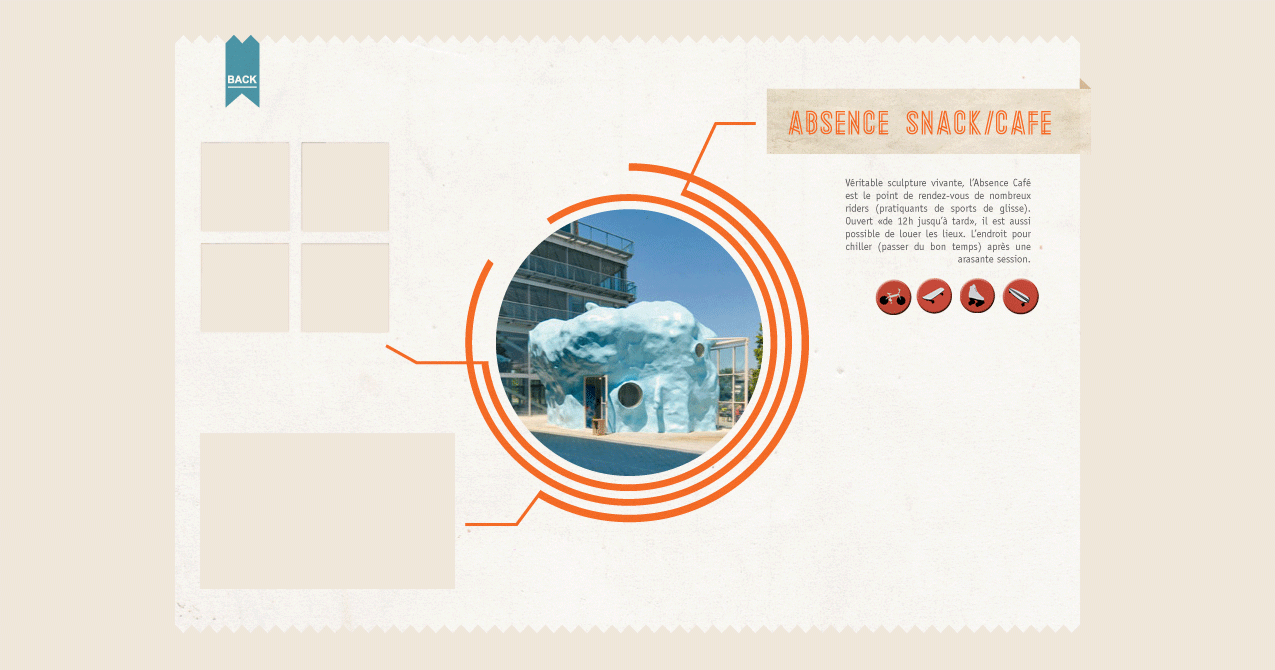 BACK
ABSENCE SNACK/CAFE
Véritable sculpture vivante, l'Absence Café
est le point de rendez-vous de nombreux
riders (pratiquants de sports de glisse).
Ouvert «de 12h jusqu'à tard», il est aussi
possible de louer les lieux. L'endroit pour
chiller (passer du bon temps) après une
arasante session.